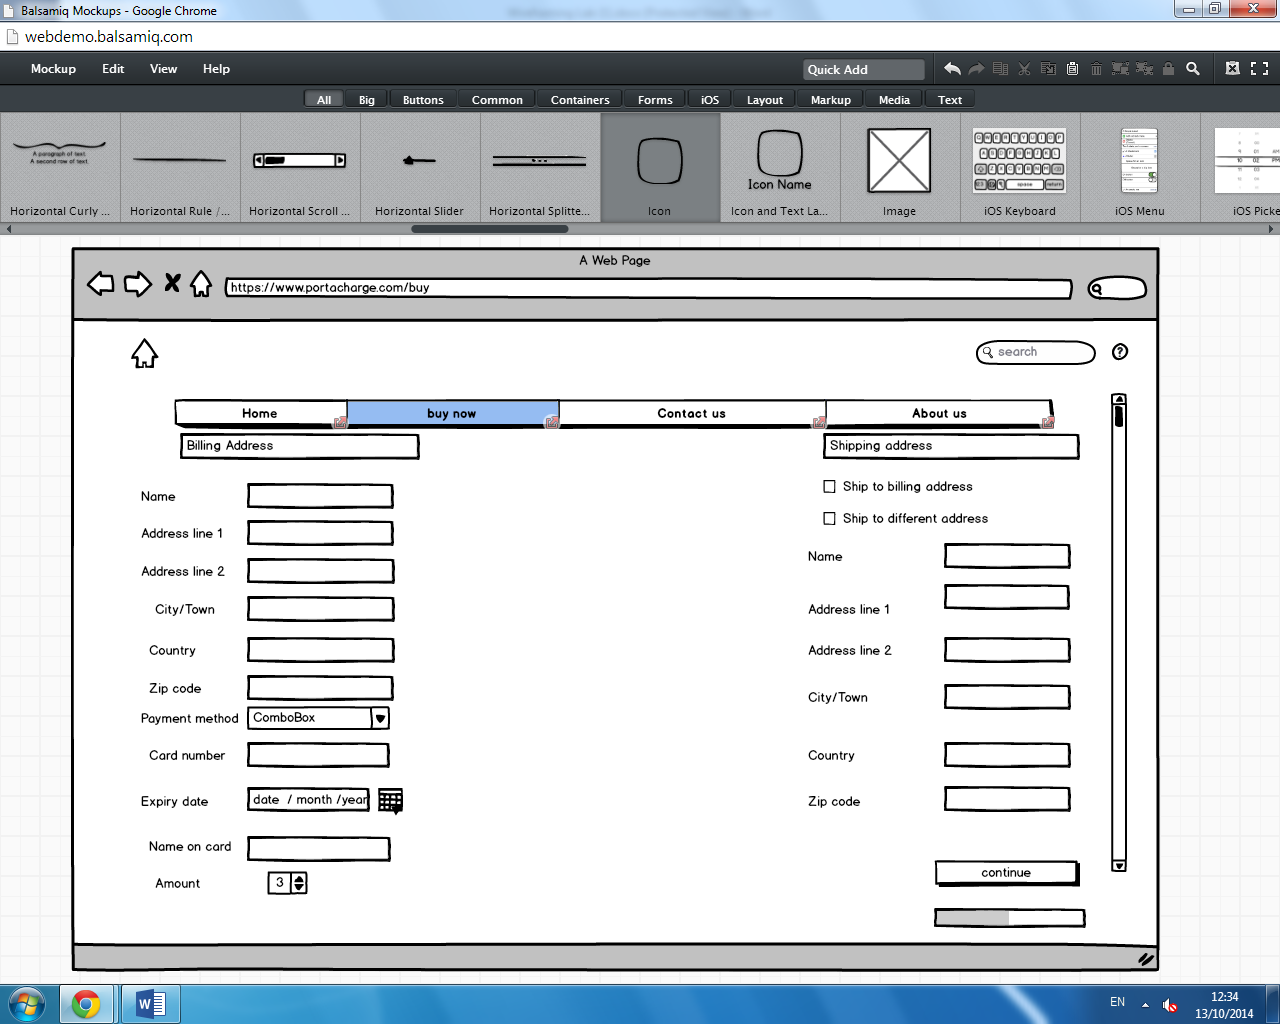 Balsamiq Mockups - Google Chrome
webdemo.balsamiq.com
Mockup Edit View Help Quick Add
All Big Buttons Common Containers Forms iOS Layout Markup Media Text
A paragraph of text.
A second row of text.
Icon Name
QWERTYUIOP
ASDFGHJKL
ZXCVBNM
space return
Horizontal Curly ... Horizontal Rule /... Horizontal Scroll ... Horizontal Slider Horizontal Splitte... Icon Icon and Text La... Image iOS Keyboard iOS Menu iOS Picke
A Web Page
https://www.portacharge.com/buy
search
?
Home buy now Contact us About us
Billing Address
Name
Address line 1
Address line 2
City/Town
Country
Zip code
Payment method ComboBox
Card number
Expiry date date / month /year
Name on card
Amount 3
Shipping address
Ship to billing address
Ship to different address
Name
Address line 1
Address line 2
City/Town
Country
Zip code
continue
EN
12:34
13/10/2014